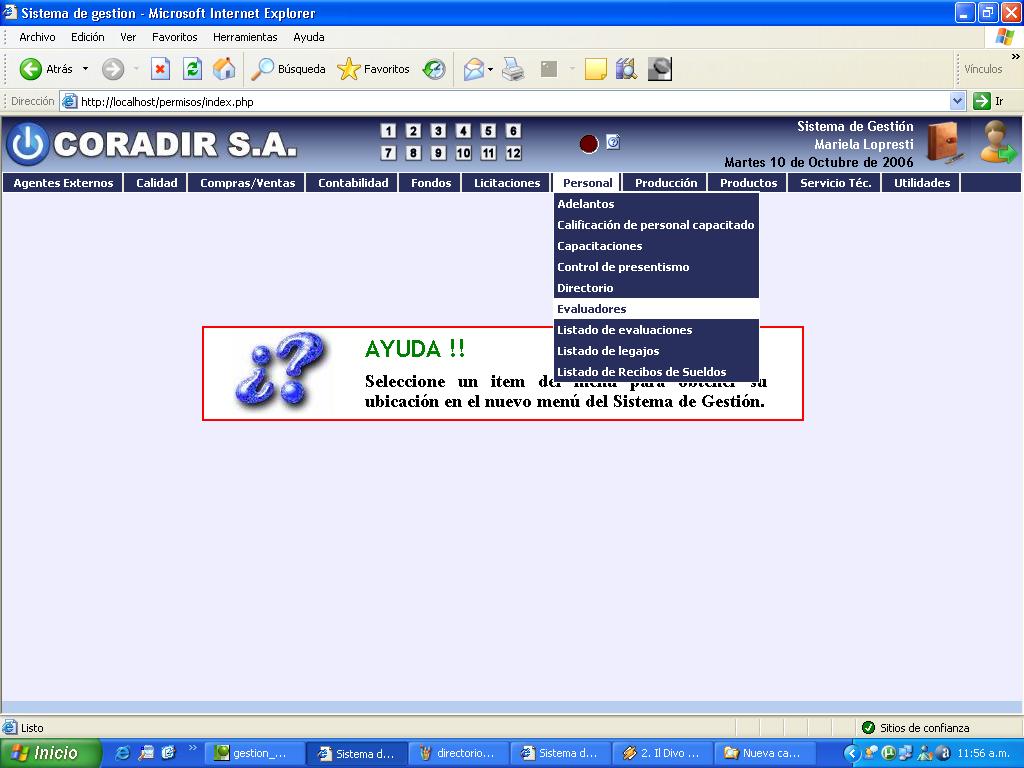 Sistema de gestion - Microsoft Internet Explorer
Archivo Edición Ver Favoritos Herramientas Ayuda
Atrás Búsqueda Favoritos Vínculos »
Dirección http://localhost/permisos/index.php Ir
CORADIR S.A.
1 2 3 4 5 6
7 8 9 10 11 12
Sistema de Gestión
Mariela Lopresti
Martes 10 de Octubre de 2006
Agentes Externos Calidad Compras/Ventas Contabilidad Fondos Licitaciones Personal Producción Productos Servicio Téc. Utilidades
Adelantos
Calificación de personal capacitado
Capacitaciones
Control de presentismo
Directorio
Evaluadores
Listado de evaluaciones
Listado de legajos
Listado de Recibos de Sueldos
¿?
AYUDA !!
Seleccione un item del menú para obtener su
ubicación en el nuevo menú del Sistema de Gestión.
Listo Sitios de confianza
Inicio » gestion_... Sistema d... directorio... Sistema d... 2. Il Divo ... Nueva ca... 11:56 a.m.